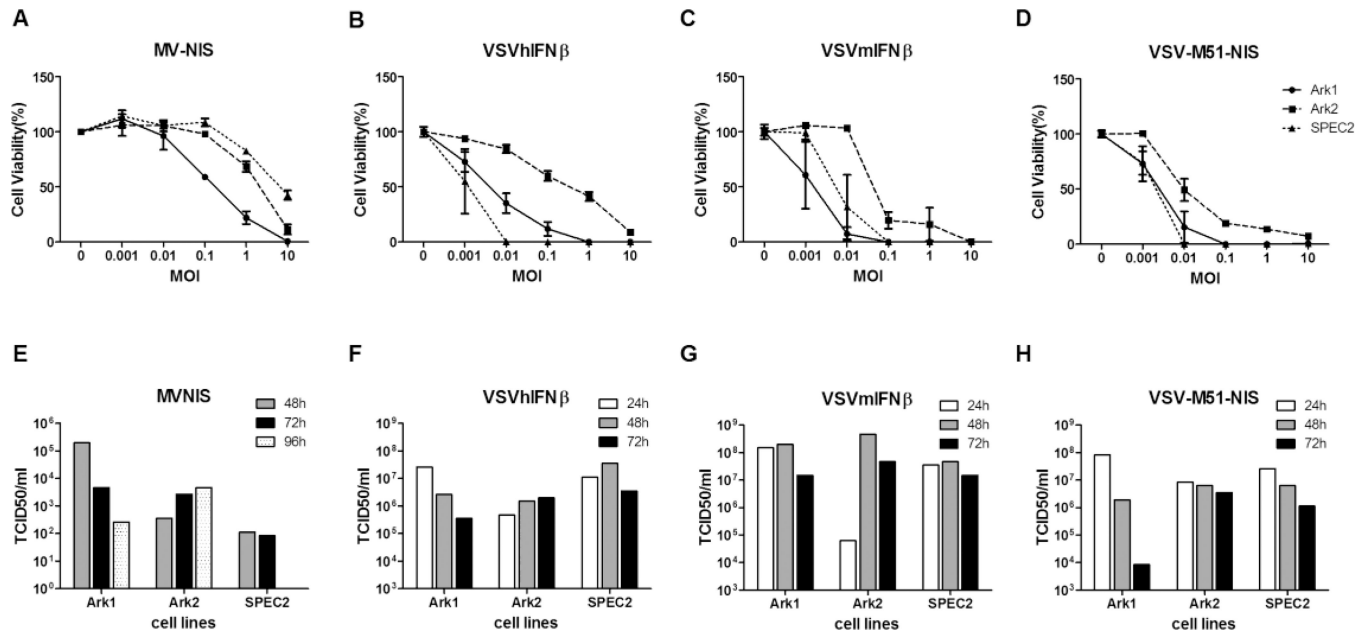 A
MV-NIS
Cell Viability(%)
150
100
50
0
0 0.001 0.01 0.1 1 10
MOI
B
VSVhIFNβ
Cell Viability(%)
150
100
50
0
0 0.001 0.01 0.1 1 10
MOI
C
VSVmIFNβ
Cell Viability(%)
150
100
50
0
0 0.001 0.01 0.1 1 10
MOI
D
VSV-M51-NIS
Cell Viability(%)
150
100
50
0
0 0.001 0.01 0.1 1 10
MOI
Ark1
Ark2
SPEC2
E
MVNIS
48h
72h
96h
TCID50/ml
10⁶
10⁵
10⁴
10³
10²
10¹
10⁰
Ark1 Ark2 SPEC2
cell lines
F
VSVhIFNβ
24h
48h
72h
TCID50/ml
10⁹
10⁸
10⁷
10⁶
10⁵
10⁴
10³
Ark1 Ark2 SPEC2
cell lines
G
VSVmIFNβ
24h
48h
72h
TCID50/ml
10⁹
10⁸
10⁷
10⁶
10⁵
10⁴
10³
Ark1 Ark2 SPEC2
cell lines
H
VSV-M51-NIS
24h
48h
72h
TCID50/ml
10⁹
10⁸
10⁷
10⁶
10⁵
10⁴
10³
Ark1 Ark2 SPEC2
cell lines